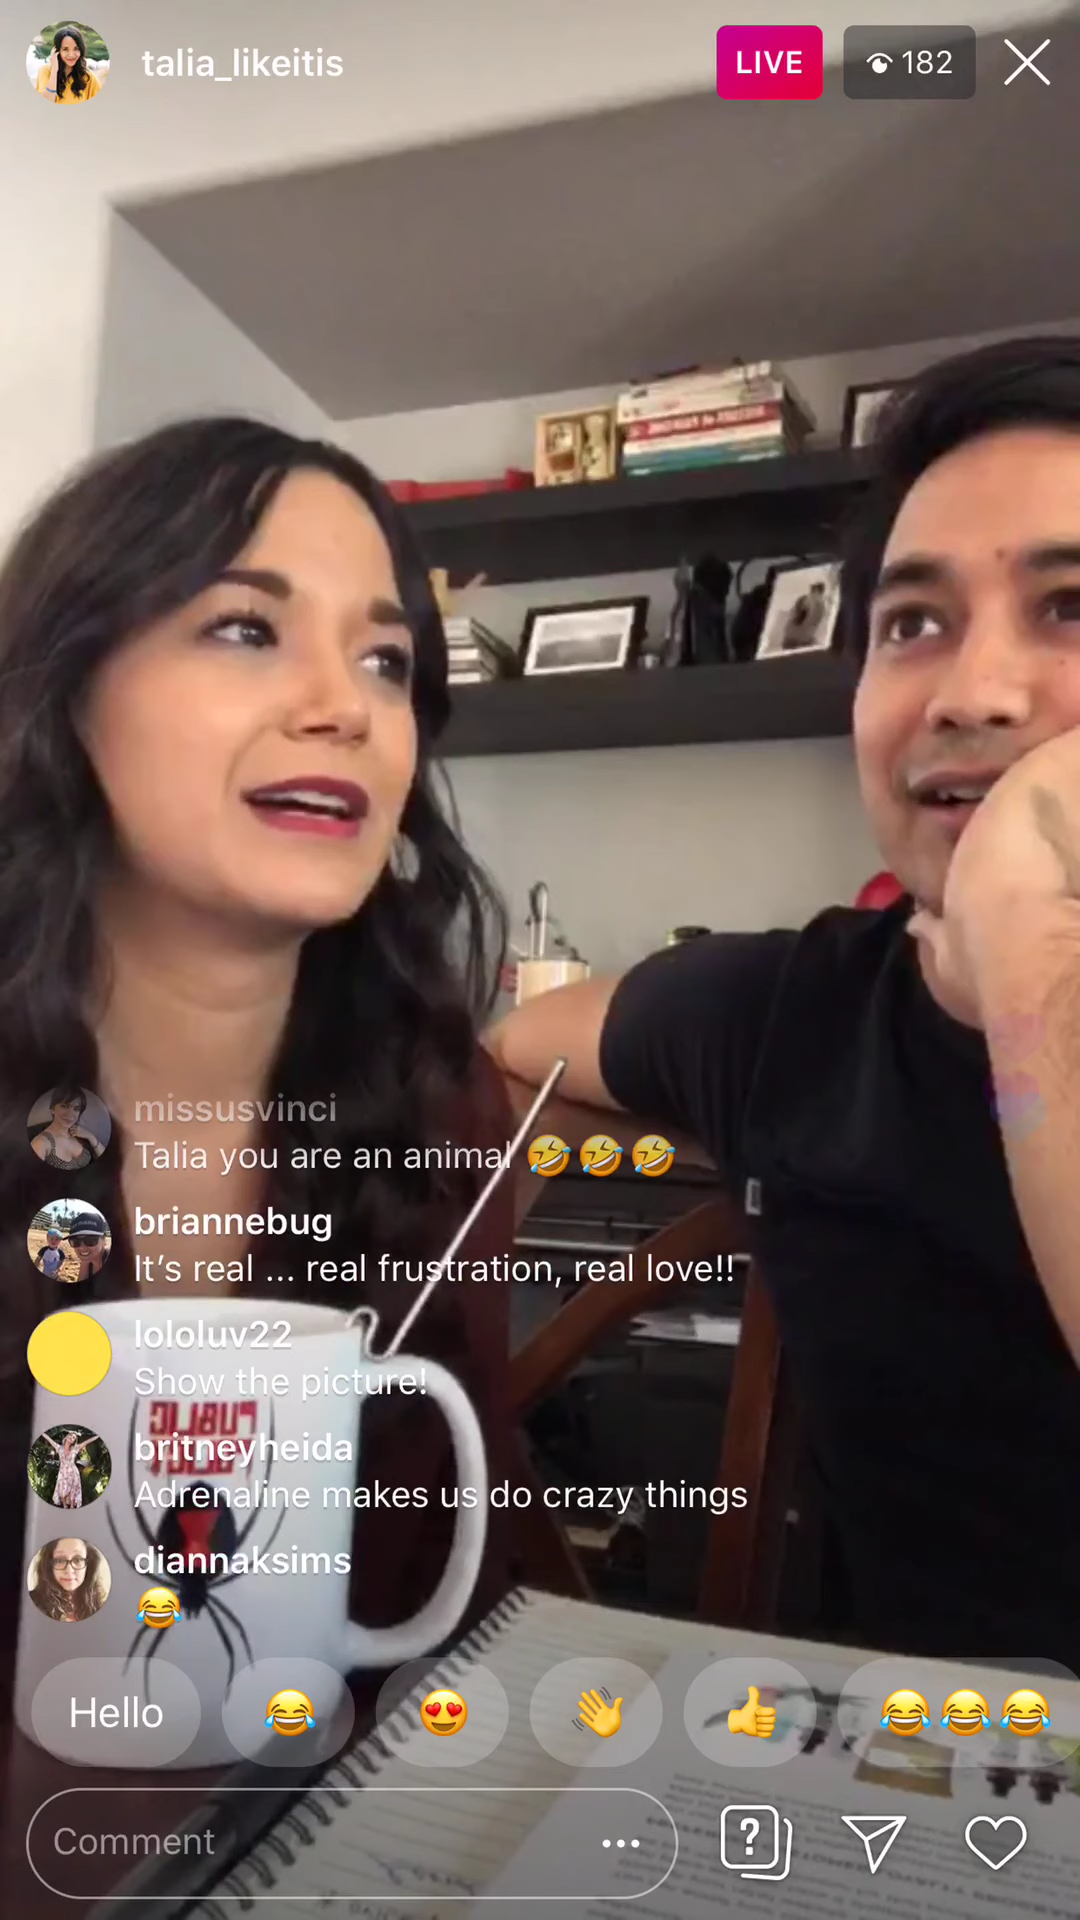 talia_likeitis
LIVE
182
missusvinci
Talia you are an animal 🤣🤣🤣
briannebug
It’s real ... real frustration, real love!!
lololuv22
Show the picture!
britneyheida
Adrenaline makes us do crazy things
diannaksims
😂
PUBLIC
Hello 😂 😍 👋 👍 😂😂😂
Comment ...
?